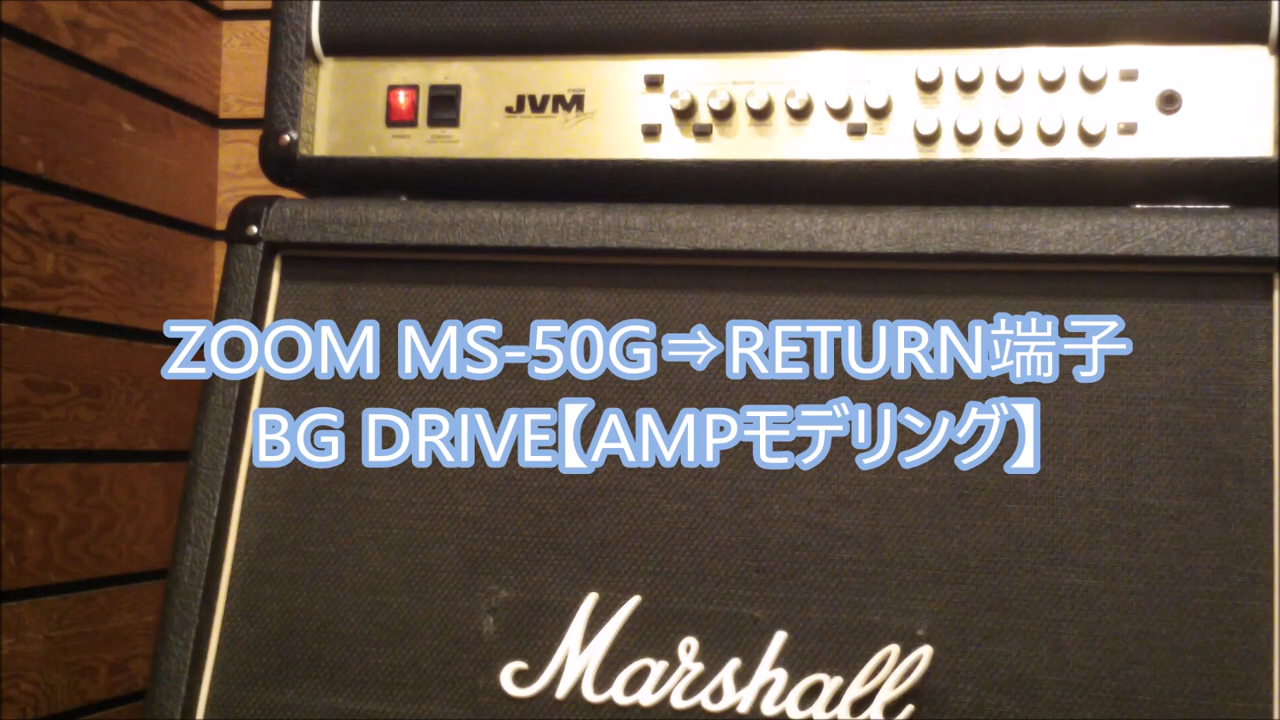 JVM
ZOOM MS-50G⇒RETURN端子
BG DRIVE【AMPモデリング】
Marshall